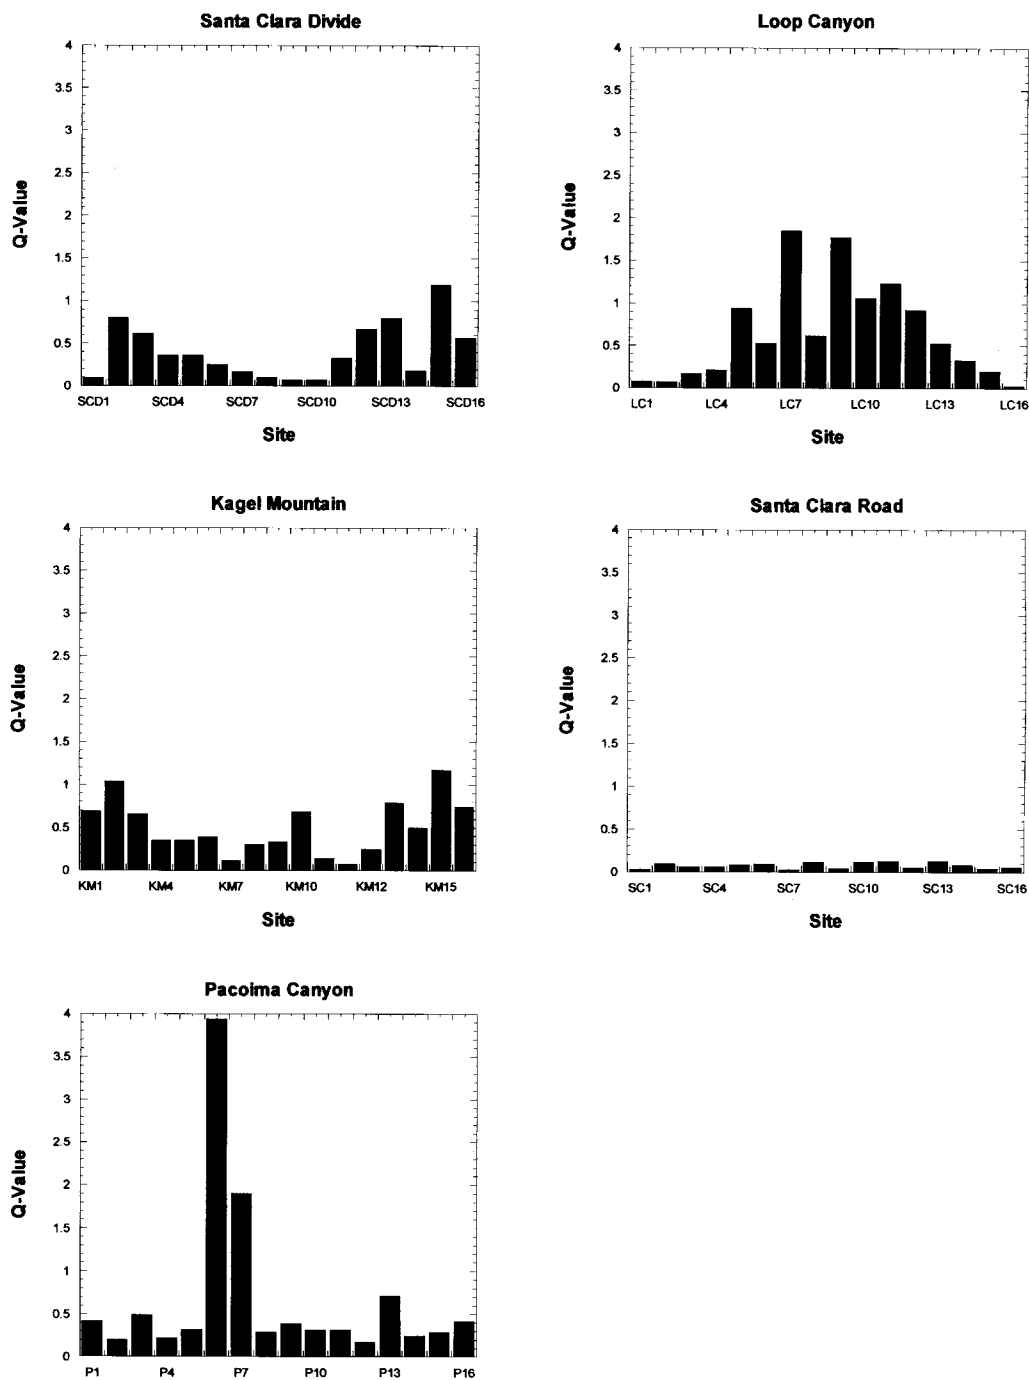 Santa Clara Divide
4
3.5
3
2.5
2
1.5
1
0.5
0
Q-Value
SCD1 SCD4 SCD7 SCD10 SCD13 SCD16
Site
Loop Canyon
4
3.5
3
2.5
2
1.5
1
0.5
0
Q-Value
LC1 LC4 LC7 LC10 LC13 LC16
Site
Kagel Mountain
4
3.5
3
2.5
2
1.5
1
0.5
0
Q-Value
KM1 KM4 KM7 KM10 KM12 KM15
Site
Santa Clara Road
4
3.5
3
2.5
2
1.5
1
0.5
0
Q-Value
SC1 SC4 SC7 SC10 SC13 SC16
Site
Pacoima Canyon
4
3.5
3
2.5
2
1.5
1
0.5
0
Q-Value
P1 P4 P7 P10 P13 P16